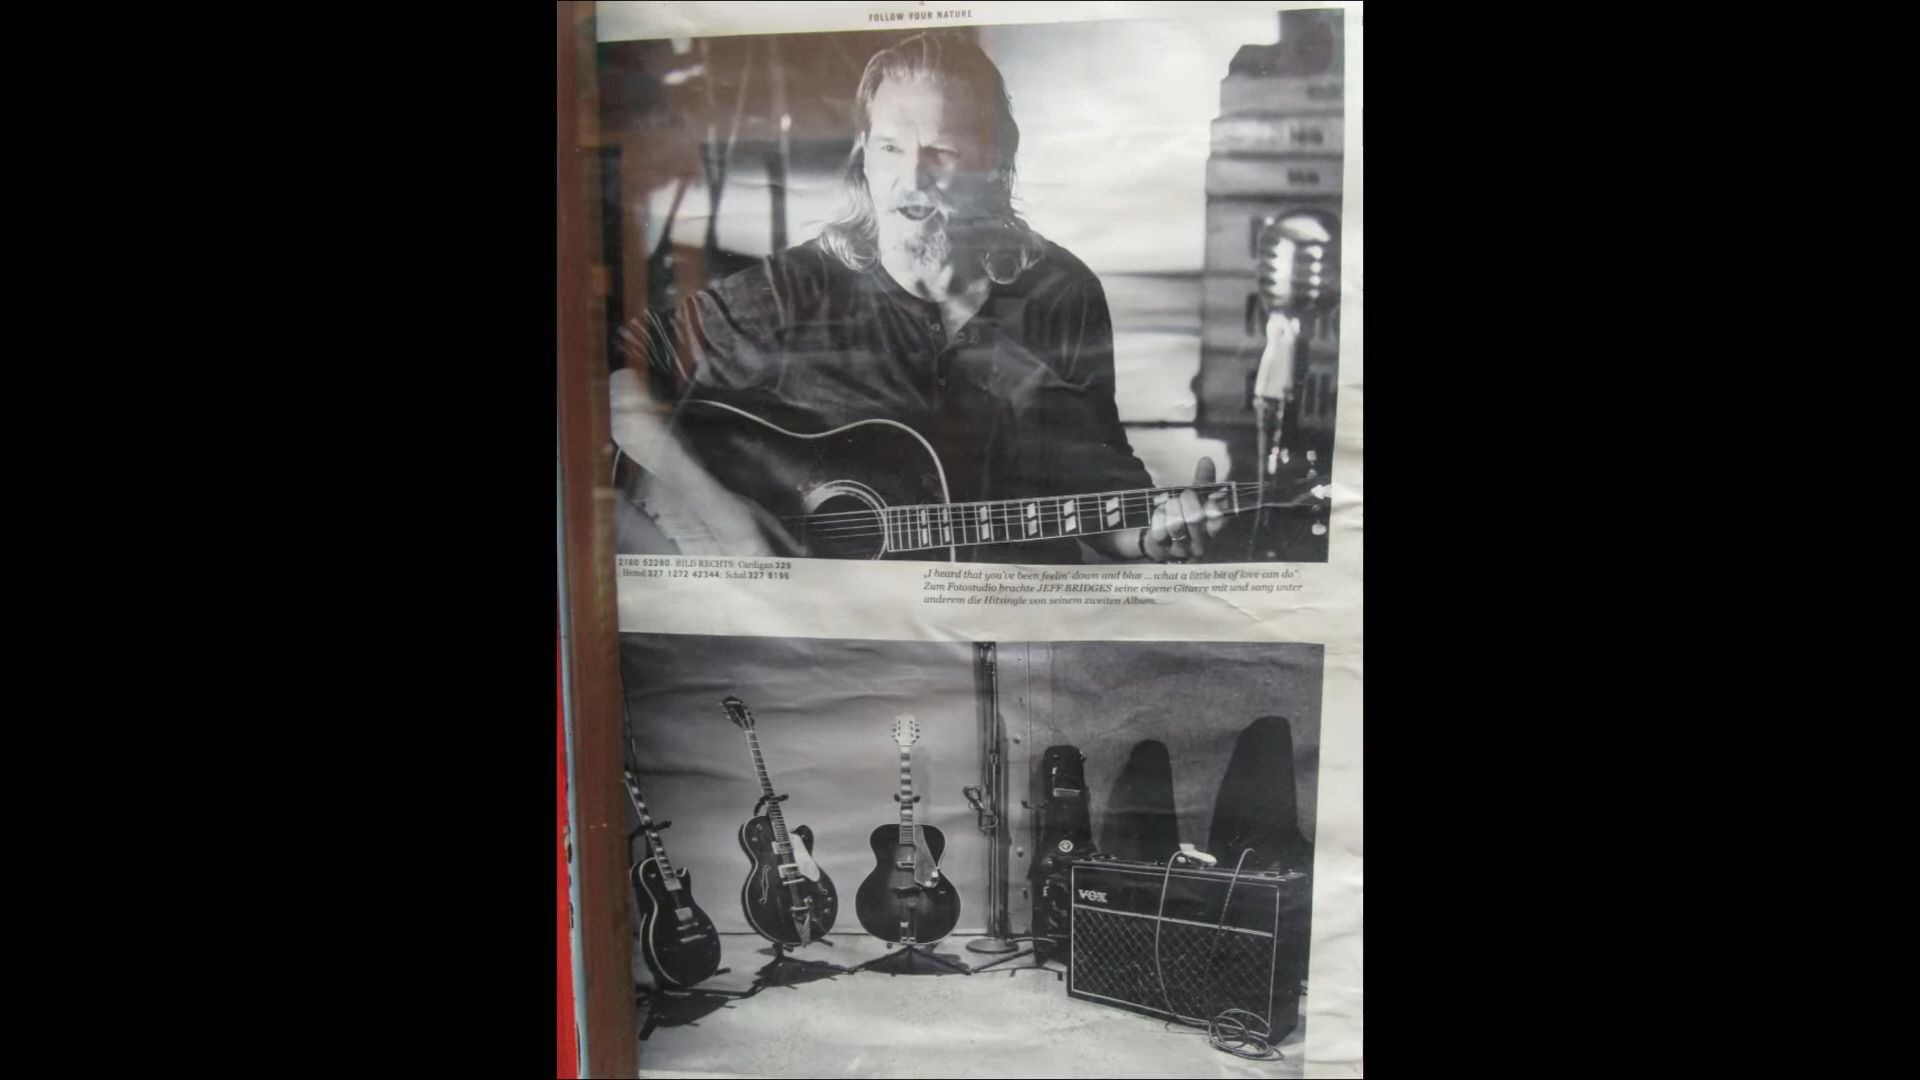 FOLLOW YOUR NATURE
2160 52280. BILD RECHTS: Cardigan 329
: Hemd 327 1272 42344: Schal 327 8196
„I heard that you've been feelin' down and blue ... what a little bit of love can do“.
Zum Fotostudio brachte JEFF BRIDGES seine eigene Gitarre mit und sang unter
anderem die Hitsingle von seinem zweiten Album.
VOX